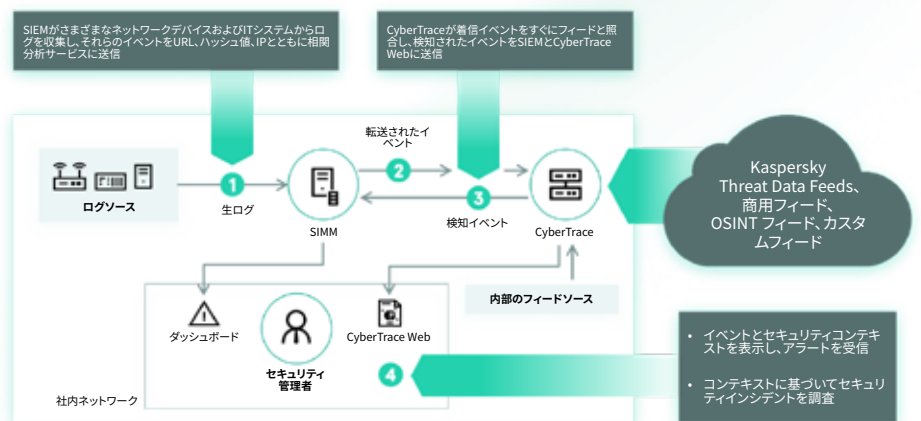 SIEMがさまざまなネットワークデバイスおよびITシステムからロ
グを収集し、それらのイベントをURL、ハッシュ値、IPとともに相関
分析サービスに送信
CyberTraceが着信イベントをすぐにフィードと照
合し、検知されたイベントをSIEMとCyberTrace
Webに送信
転送されたイ
ベント
ログソース
1
生ログ
SIMM
2
3
検知イベント
CyberTrace
Kaspersky
Threat Data Feeds、
商用フィード、
OSINT フィード、カスタ
ムフィード
内部のフィードソース
ダッシュボード
セキュリティ
管理者
CyberTrace Web
4
社内ネットワーク
• イベントとセキュリティコンテキ
ストを表示し、アラートを受信
• コンテキストに基づいてセキュリ
ティインシデントを調査